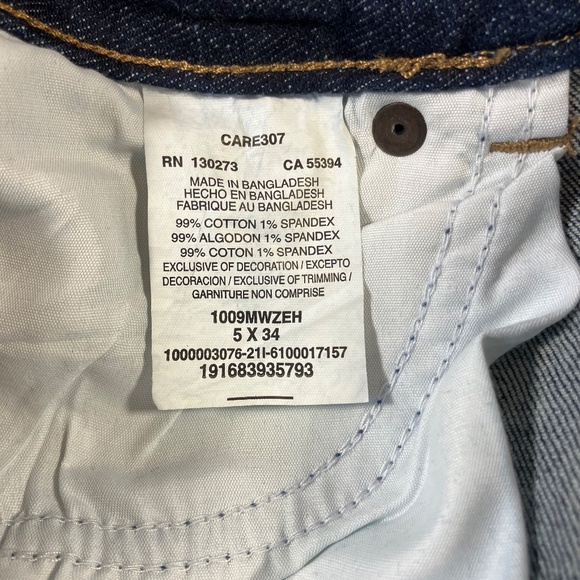 CARE307
RN 130273 CA 55394
MADE IN BANGLADESH
HECHO EN BANGLADESH
FABRIQUE AU BANGLADESH
99% COTTON 1% SPANDEX
99% ALGODON 1% SPANDEX
99% COTON 1% SPANDEX
EXCLUSIVE OF DECORATION / EXCEPTO
DECORACION / EXCLUSIVE OF TRIMMING /
GARNITURE NON COMPRISE
1009MWZEH
5 X 34
1000003076-21I-6100017157
191683935793